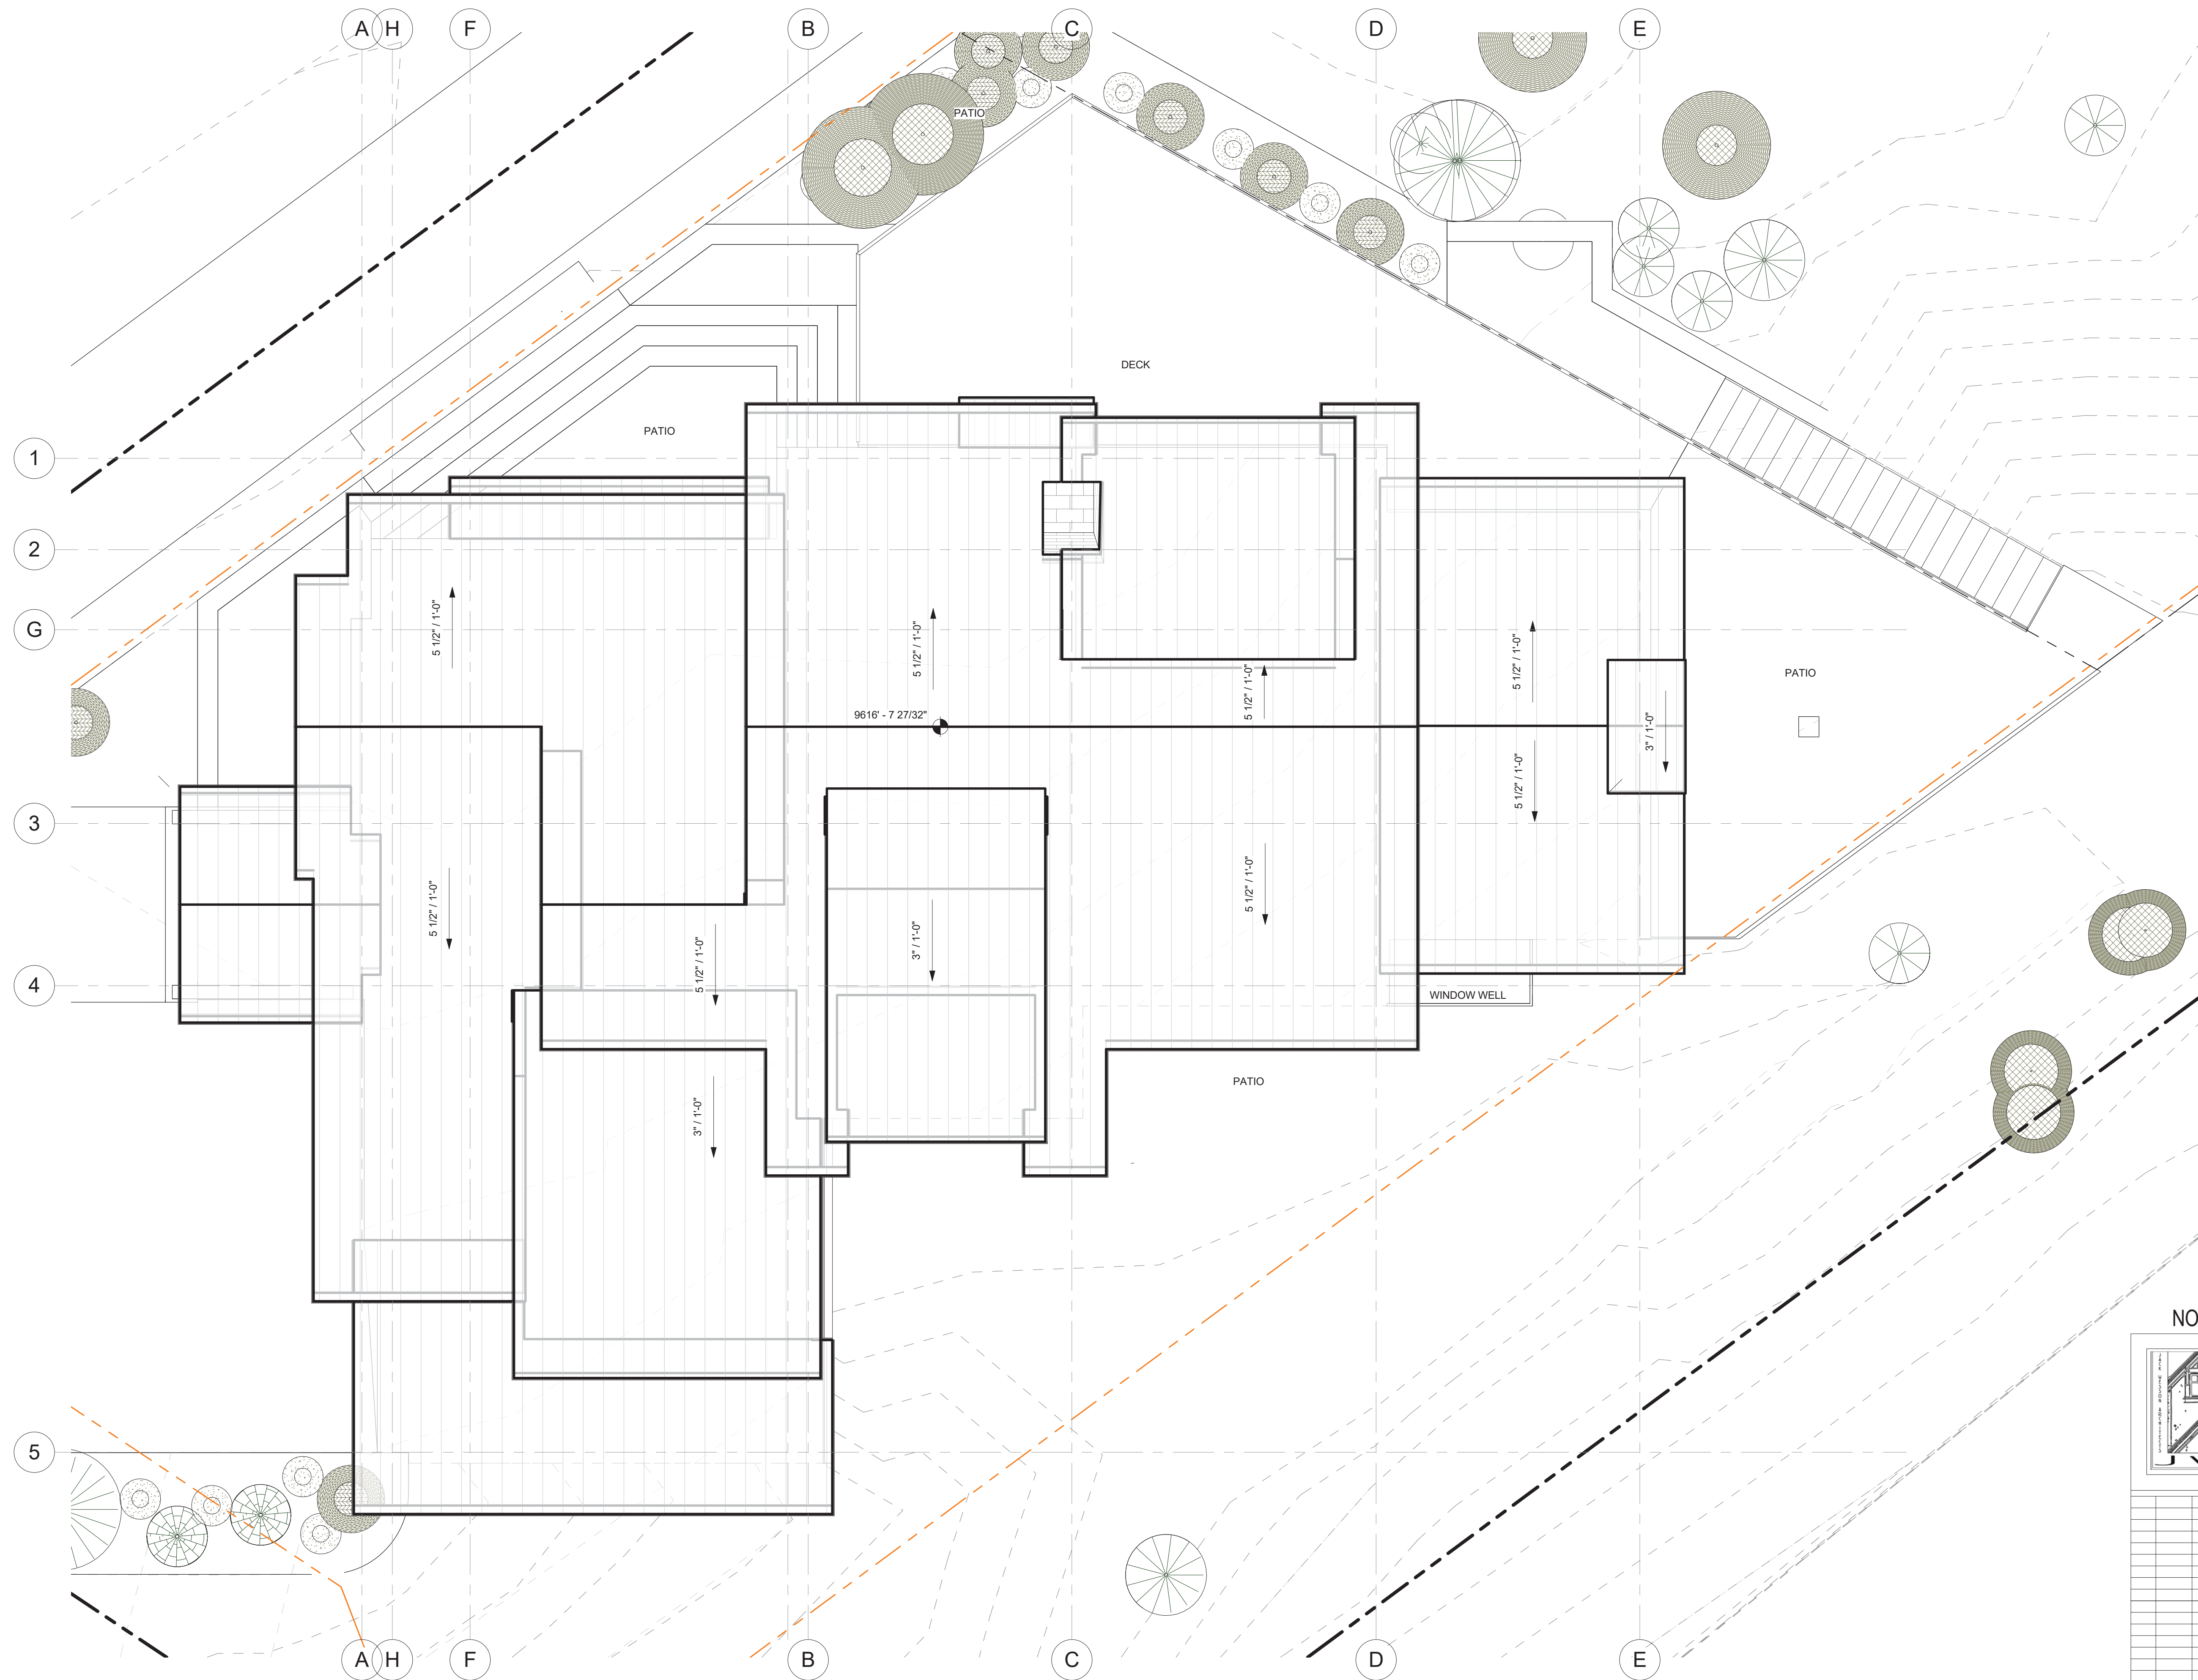 A H F B C D E
PATIO
DECK
PATIO
1
2
G
3
4
5
5 1/2" / 1'-0"
5 1/2" / 1'-0"
5 1/2" / 1'-0"
5 1/2" / 1'-0"
PATIO
9616' - 7 27/32"
3" / 1'-0"
5 1/2" / 1'-0"
5 1/2" / 1'-0"
5 1/2" / 1'-0"
5 1/2" / 1'-0"
3" / 1'-0"
WINDOW WELL
PATIO
3" / 1'-0"
NO
A H F B C D E